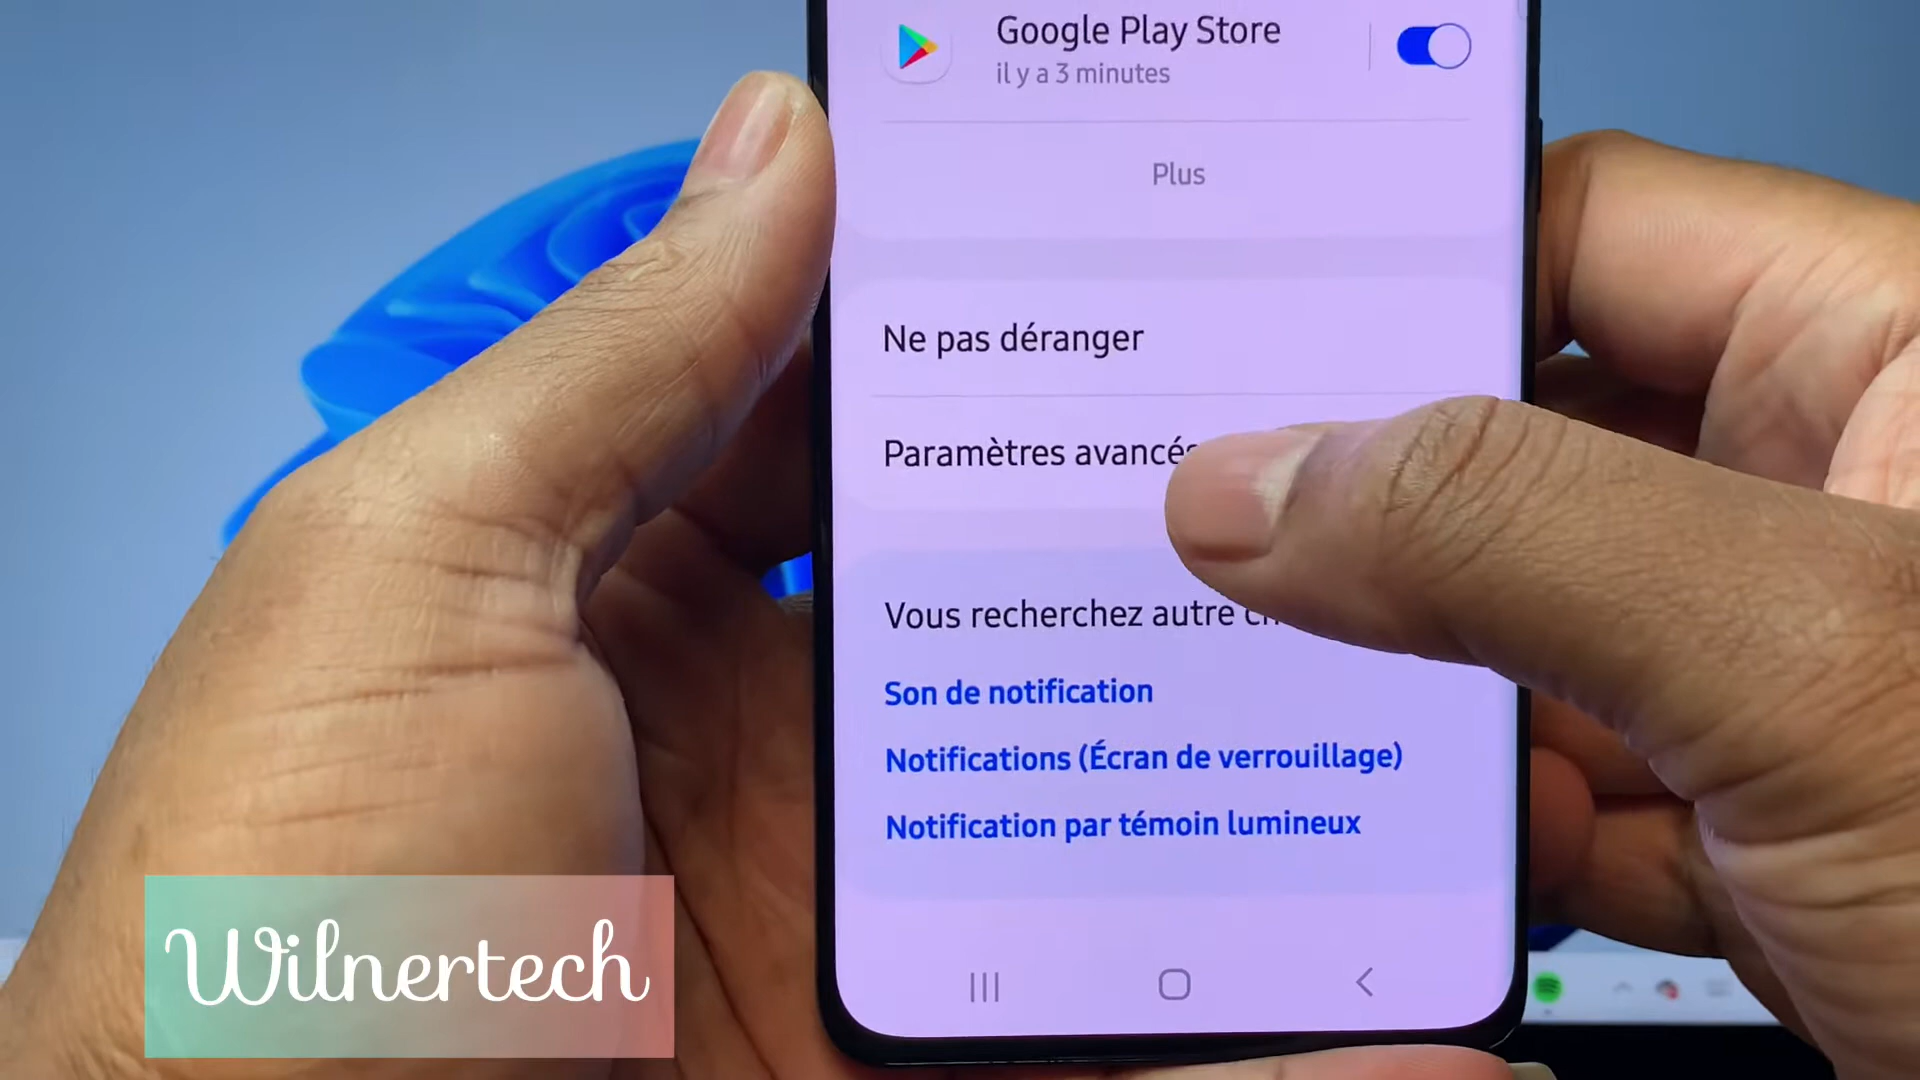 Google Play Store
il y a 3 minutes
Plus
Ne pas déranger
Paramètres avancés
Vous recherchez autre
Son de notification
Notifications (Écran de verrouillage)
Notification par témoin lumineux
Wilnertech